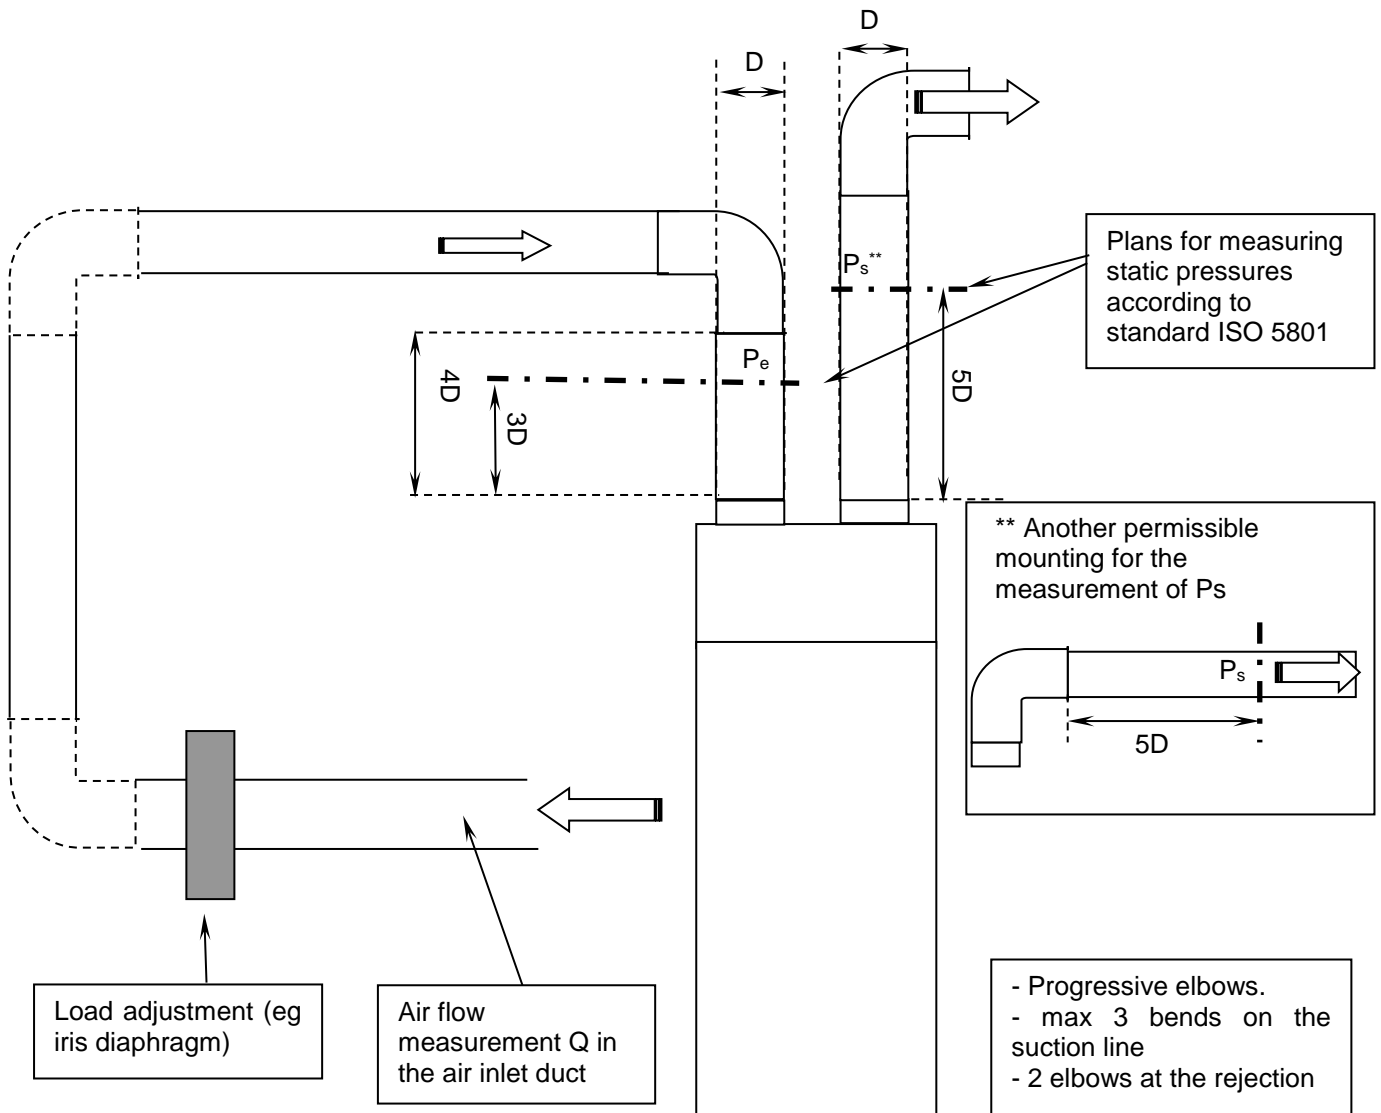 D
D
Plans for measuring
static pressures
according to
standard ISO 5801
Ps**
Pe
4D
3D
5D
** Another permissible
mounting for the
measurement of Ps
Ps
5D
Load adjustment (eg
iris diaphragm)
Air flow
measurement Q in
the air inlet duct
- Progressive elbows.
- max 3 bends on the
suction line
- 2 elbows at the rejection